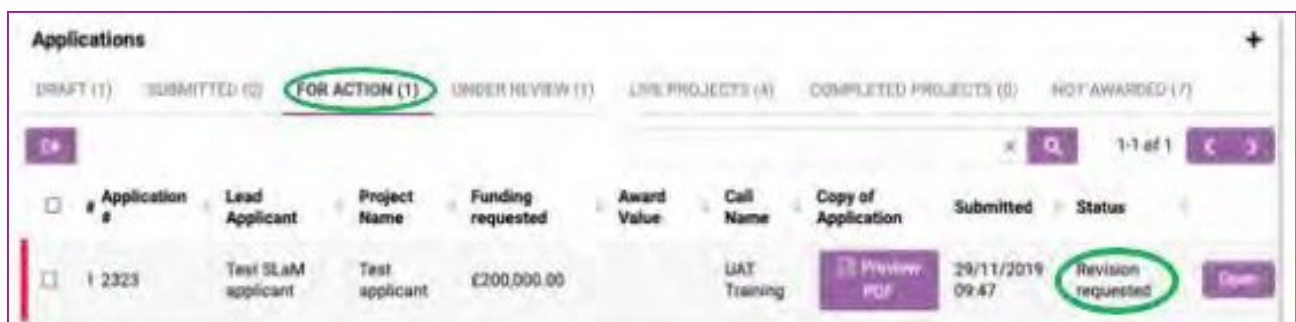 Applications +
DRAFT (1) SUBMITTED (0) FOR ACTION (1) UNDER REVIEW (1) LIVE PROJECTS (4) COMPLETED PROJECTS (0) NOT AWARDED (7)
1-1 of 1
# Application # Lead Applicant Project Name Funding requested Award Value Call Name Copy of Application Submitted Status
1 2323 Test SLaM applicant Test applicant £200,000.00 UAT Training Preview PDF 29/11/2019 09:47 Revision requested Open